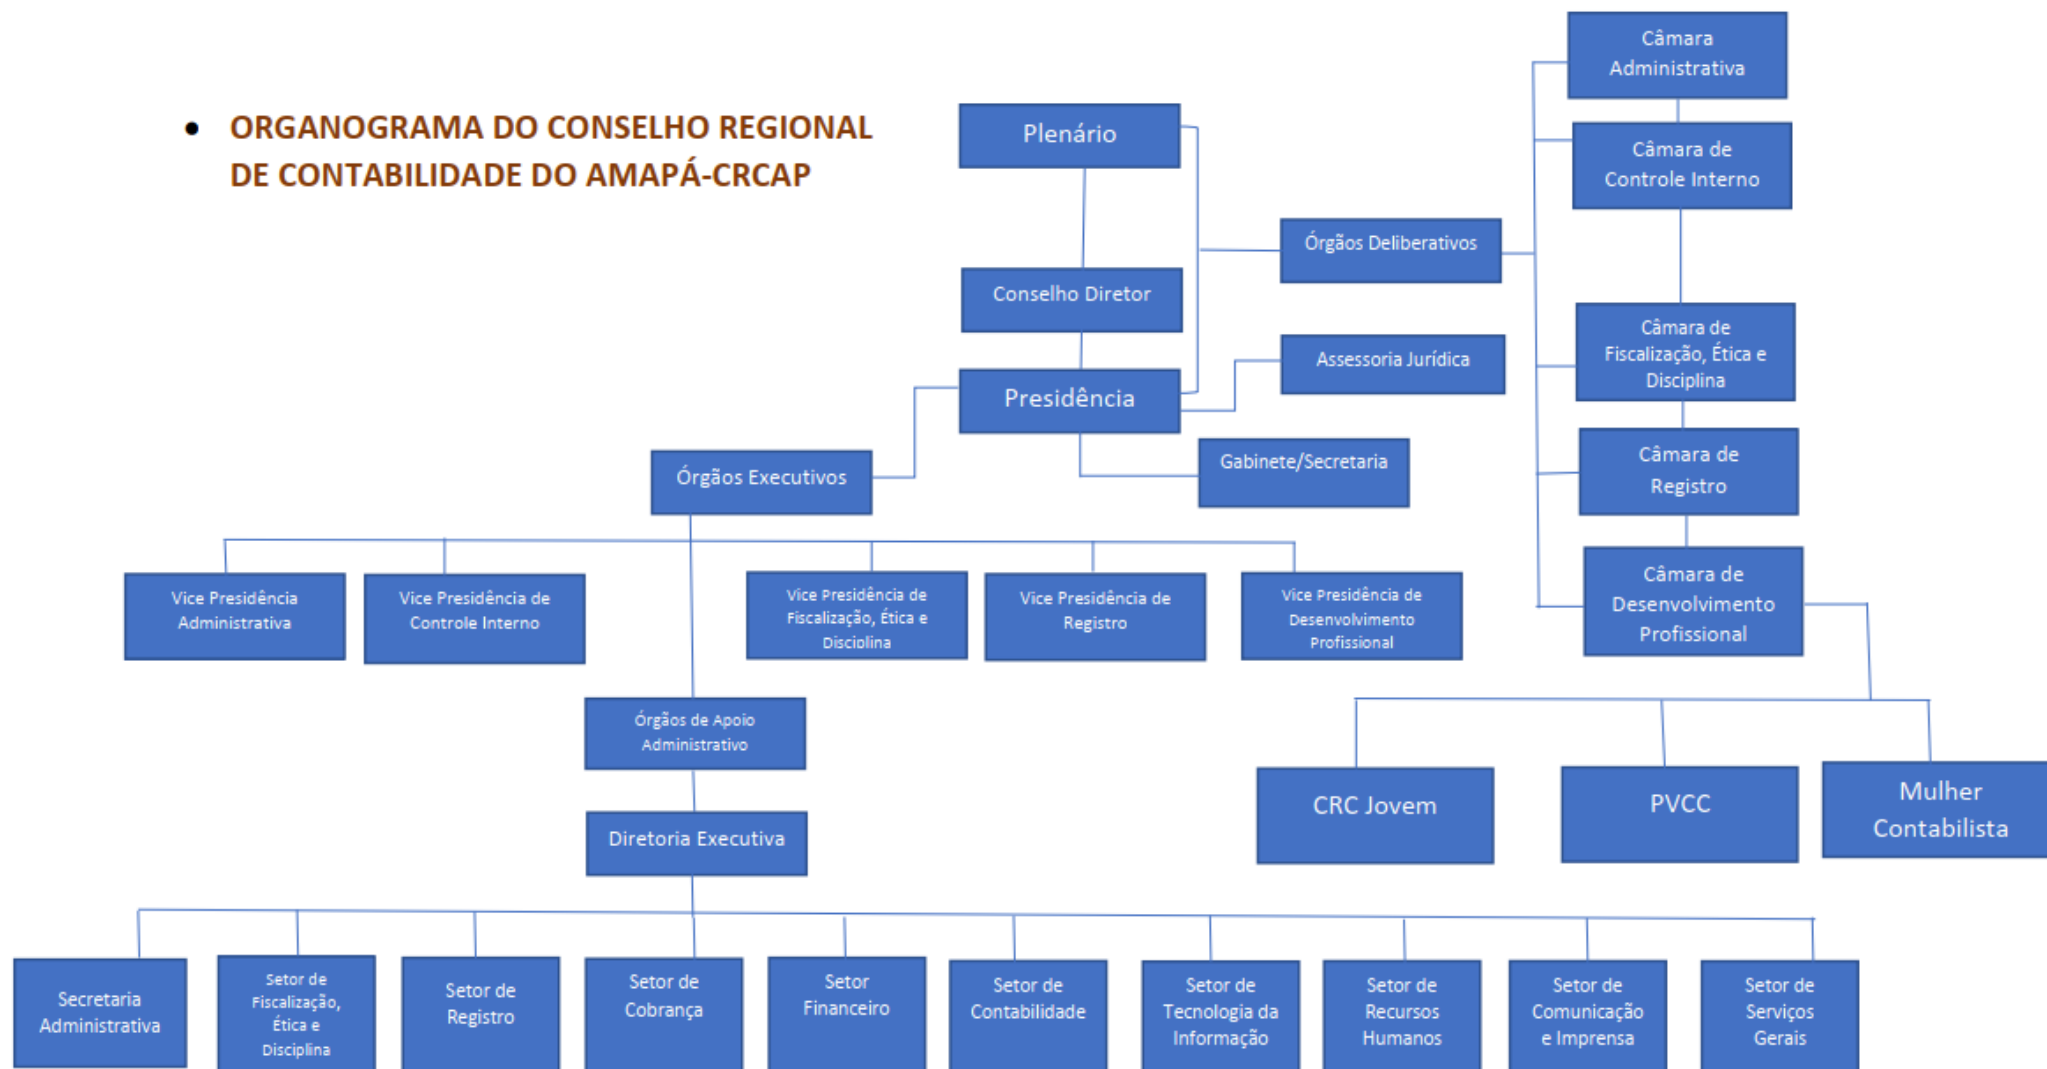 • ORGANOGRAMA DO CONSELHO REGIONAL
DE CONTABILIDADE DO AMAPÁ-CRCAP
Plenário
Conselho Diretor
Presidência
Órgãos Deliberativos
Assessoria Jurídica
Gabinete/Secretaria
Câmara
Administrativa
Câmara de
Controle Interno
Câmara de
Fiscalização, Ética e
Disciplina
Câmara de
Registro
Câmara de
Desenvolvimento
Profissional
Órgãos Executivos
Vice Presidência
Administrativa
Vice Presidência de
Controle Interno
Vice Presidência de
Fiscalização, Ética e
Disciplina
Vice Presidência de
Registro
Vice Presidência de
Desenvolvimento
Profissional
Órgãos de Apoio
Administrativo
Diretoria Executiva
CRC Jovem
PVCC
Mulher
Contabilista
Secretaria
Administrativa
Setor de
Fiscalização,
Ética e
Disciplina
Setor de
Registro
Setor de
Cobrança
Setor
Financeiro
Setor de
Contabilidade
Setor de
Tecnologia da
Informação
Setor de
Recursos
Humanos
Setor de
Comunicação
e Imprensa
Setor de
Serviços
Gerais